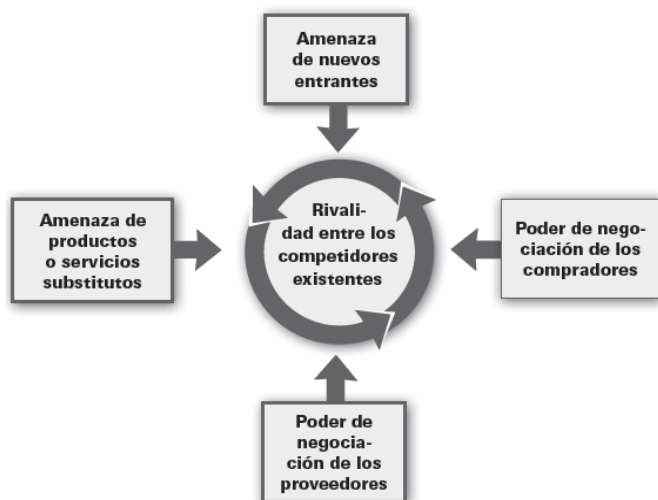 Amenaza
de nuevos
entrantes
Amenaza de
productos
o servicios
substitutos
Rivali-
dad entre los
competidores
existentes
Poder de nego-
ciación de los
compradores
Poder de
negocia-
ción de los
proveedores